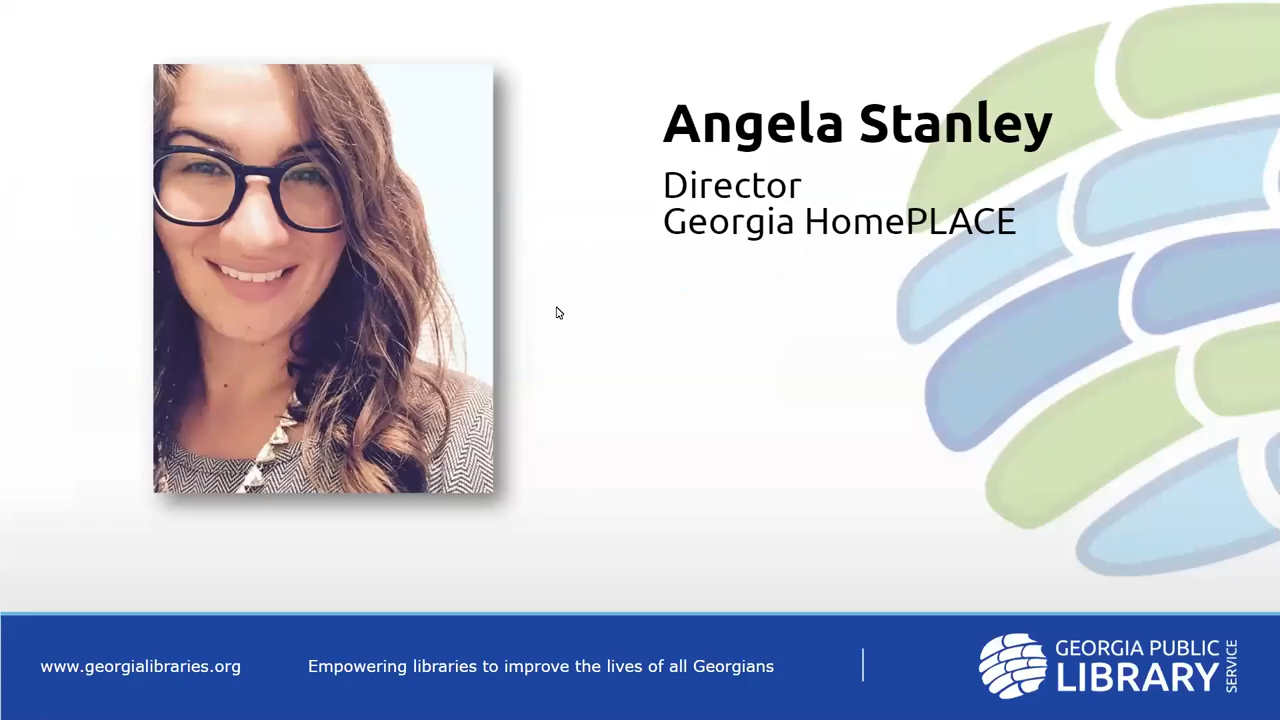 Angela Stanley
Director
Georgia HomePLACE
www.georgialibraries.org
Empowering libraries to improve the lives of all Georgians
GEORGIA PUBLIC
LIBRARY
SERVICE